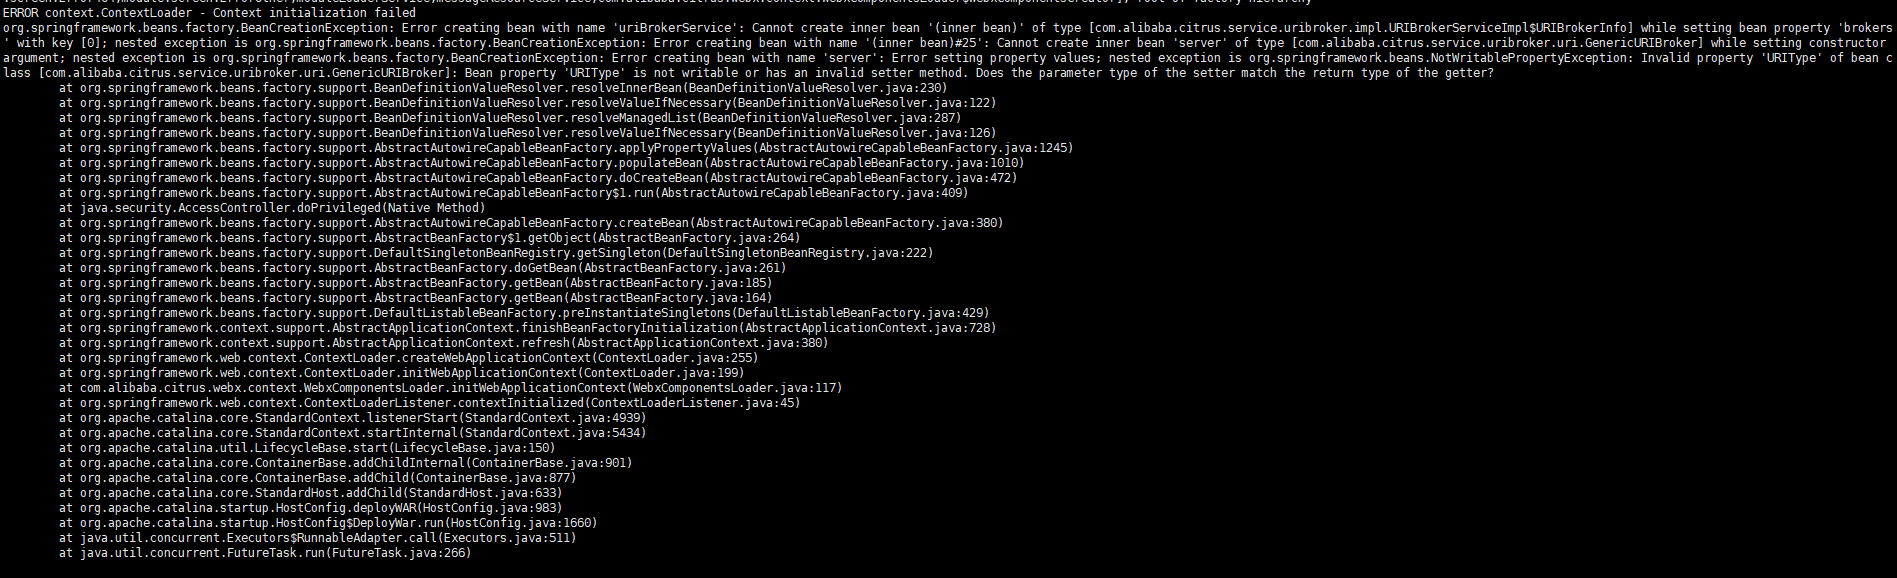 ERROR context.ContextLoader - Context initialization failed
org.springframework.beans.factory.BeanCreationException: Error creating bean with name 'uriBrokerService': Cannot create inner bean '(inner bean)' of type [com.alibaba.citrus.service.uribroker.impl.URIBrokerServiceImpl$URIBrokerInfo] while setting bean property 'brokers
' with key [0]; nested exception is org.springframework.beans.factory.BeanCreationException: Error creating bean with name '(inner bean)#25': Cannot create inner bean 'server' of type [com.alibaba.citrus.service.uribroker.uri.GenericURIBroker] while setting constructor
argument; nested exception is org.springframework.beans.factory.BeanCreationException: Error creating bean with name 'server': Error setting property values; nested exception is org.springframework.beans.NotWritablePropertyException: Invalid property 'URIType' of bean c
lass [com.alibaba.citrus.service.uribroker.uri.GenericURIBroker]: Bean property 'URIType' is not writable or has an invalid setter method. Does the parameter type of the setter match the return type of the getter?
at org.springframework.beans.factory.support.BeanDefinitionValueResolver.resolveInnerBean(BeanDefinitionValueResolver.java:230)
at org.springframework.beans.factory.support.BeanDefinitionValueResolver.resolveValueIfNecessary(BeanDefinitionValueResolver.java:122)
at org.springframework.beans.factory.support.BeanDefinitionValueResolver.resolveManagedList(BeanDefinitionValueResolver.java:287)
at org.springframework.beans.factory.support.BeanDefinitionValueResolver.resolveValueIfNecessary(BeanDefinitionValueResolver.java:126)
at org.springframework.beans.factory.support.AbstractAutowireCapableBeanFactory.applyPropertyValues(AbstractAutowireCapableBeanFactory.java:1245)
at org.springframework.beans.factory.support.AbstractAutowireCapableBeanFactory.populateBean(AbstractAutowireCapableBeanFactory.java:1010)
at org.springframework.beans.factory.support.AbstractAutowireCapableBeanFactory.doCreateBean(AbstractAutowireCapableBeanFactory.java:472)
at org.springframework.beans.factory.support.AbstractAutowireCapableBeanFactory$1.run(AbstractAutowireCapableBeanFactory.java:409)
at java.security.AccessController.doPrivileged(Native Method)
at org.springframework.beans.factory.support.AbstractAutowireCapableBeanFactory.createBean(AbstractAutowireCapableBeanFactory.java:380)
at org.springframework.beans.factory.support.AbstractBeanFactory$1.getObject(AbstractBeanFactory.java:264)
at org.springframework.beans.factory.support.DefaultSingletonBeanRegistry.getSingleton(DefaultSingletonBeanRegistry.java:222)
at org.springframework.beans.factory.support.AbstractBeanFactory.doGetBean(AbstractBeanFactory.java:261)
at org.springframework.beans.factory.support.AbstractBeanFactory.getBean(AbstractBeanFactory.java:185)
at org.springframework.beans.factory.support.AbstractBeanFactory.getBean(AbstractBeanFactory.java:164)
at org.springframework.beans.factory.support.DefaultListableBeanFactory.preInstantiateSingletons(DefaultListableBeanFactory.java:429)
at org.springframework.context.support.AbstractApplicationContext.finishBeanFactoryInitialization(AbstractApplicationContext.java:728)
at org.springframework.context.support.AbstractApplicationContext.refresh(AbstractApplicationContext.java:380)
at org.springframework.web.context.ContextLoader.createWebApplicationContext(ContextLoader.java:255)
at org.springframework.web.context.ContextLoader.initWebApplicationContext(ContextLoader.java:199)
at com.alibaba.citrus.webx.context.WebxComponentsLoader.initWebApplicationContext(WebxComponentsLoader.java:117)
at org.springframework.web.context.ContextLoaderListener.contextInitialized(ContextLoaderListener.java:45)
at org.apache.catalina.core.StandardContext.listenerStart(StandardContext.java:4939)
at org.apache.catalina.core.StandardContext.startInternal(StandardContext.java:5434)
at org.apache.catalina.util.LifecycleBase.start(LifecycleBase.java:150)
at org.apache.catalina.core.ContainerBase.addChildInternal(ContainerBase.java:901)
at org.apache.catalina.core.ContainerBase.addChild(ContainerBase.java:877)
at org.apache.catalina.core.StandardHost.addChild(StandardHost.java:633)
at org.apache.catalina.startup.HostConfig.deployWAR(HostConfig.java:983)
at org.apache.catalina.startup.HostConfig$DeployWar.run(HostConfig.java:1660)
at java.util.concurrent.Executors$RunnableAdapter.call(Executors.java:511)
at java.util.concurrent.FutureTask.run(FutureTask.java:266)